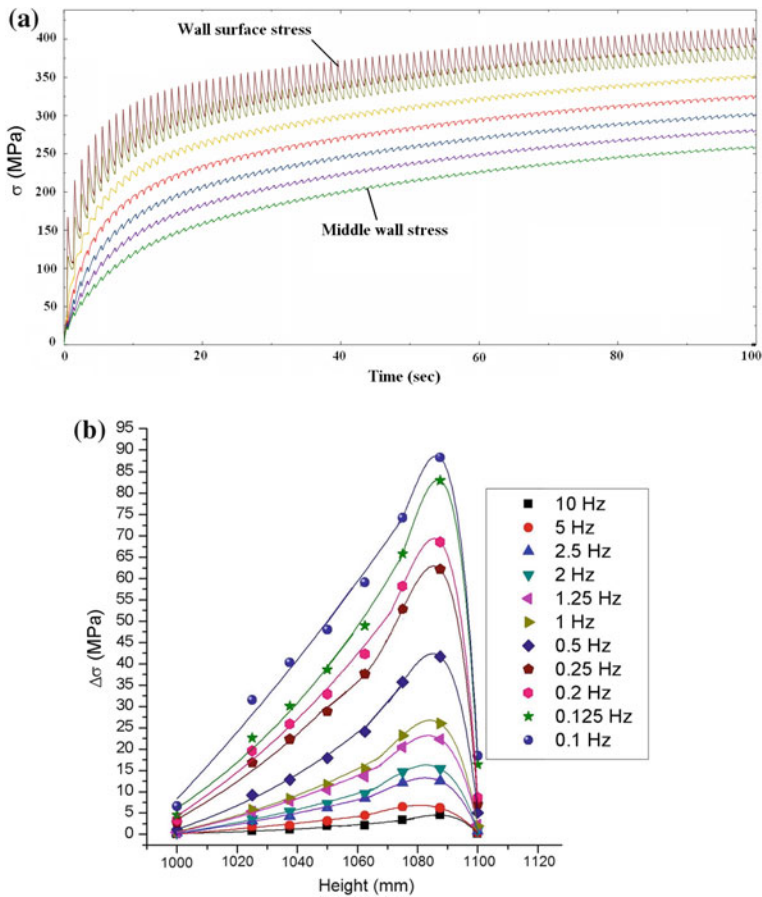 (a)
400
350
300
250
200
150
100
50
0
σ (MPa)
Wall surface stress
Middle wall stress
0 20 40 60 80 100
Time (sec)
(b)
95
90
85
80
75
70
65
60
55
50
45
40
35
30
25
20
15
10
5
0
Δσ (MPa)
1000 1020 1040 1060 1080 1100 1120
Height (mm)
10 Hz
5 Hz
2.5 Hz
2 Hz
1.25 Hz
1 Hz
0.5 Hz
0.25 Hz
0.2 Hz
0.125 Hz
0.1 Hz